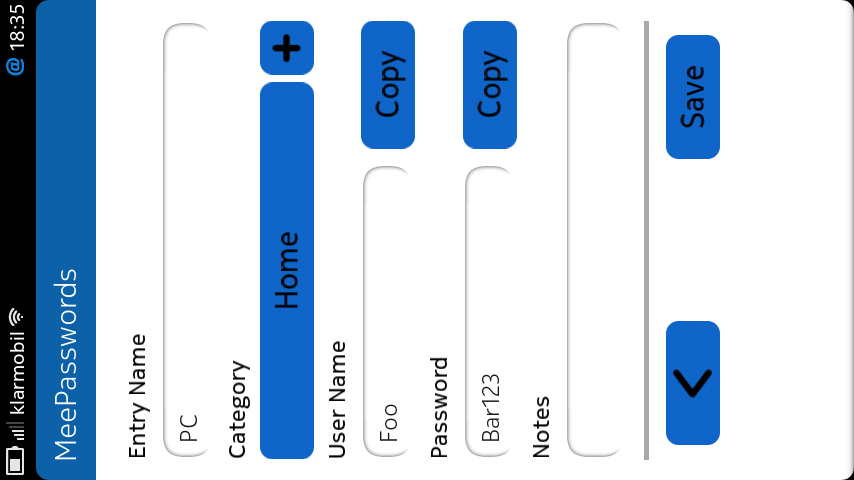 klarmobil @ 18:35
MeePasswords
Entry Name
PC
Category
Home +
User Name
Foo Copy
Password
Bar123 Copy
Notes
Save